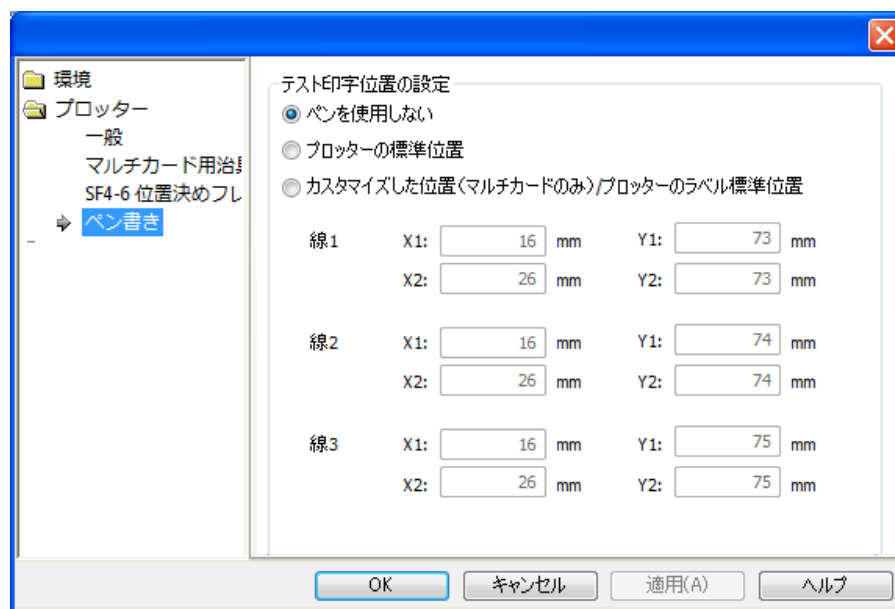 環境
プロッター
一般
マルチカード用治具
SF4-6 位置決めフレ
ペン書き
テスト印字位置の設定
ペンを使用しない
プロッターの標準位置
カスタマイズした位置(マルチカードのみ)/プロッターのラベル標準位置
線1 X1: 16 mm Y1: 73 mm
X2: 26 mm Y2: 73 mm
線2 X1: 16 mm Y1: 74 mm
X2: 26 mm Y2: 74 mm
線3 X1: 16 mm Y1: 75 mm
X2: 26 mm Y2: 75 mm
OK キャンセル 適用(A) ヘルプ